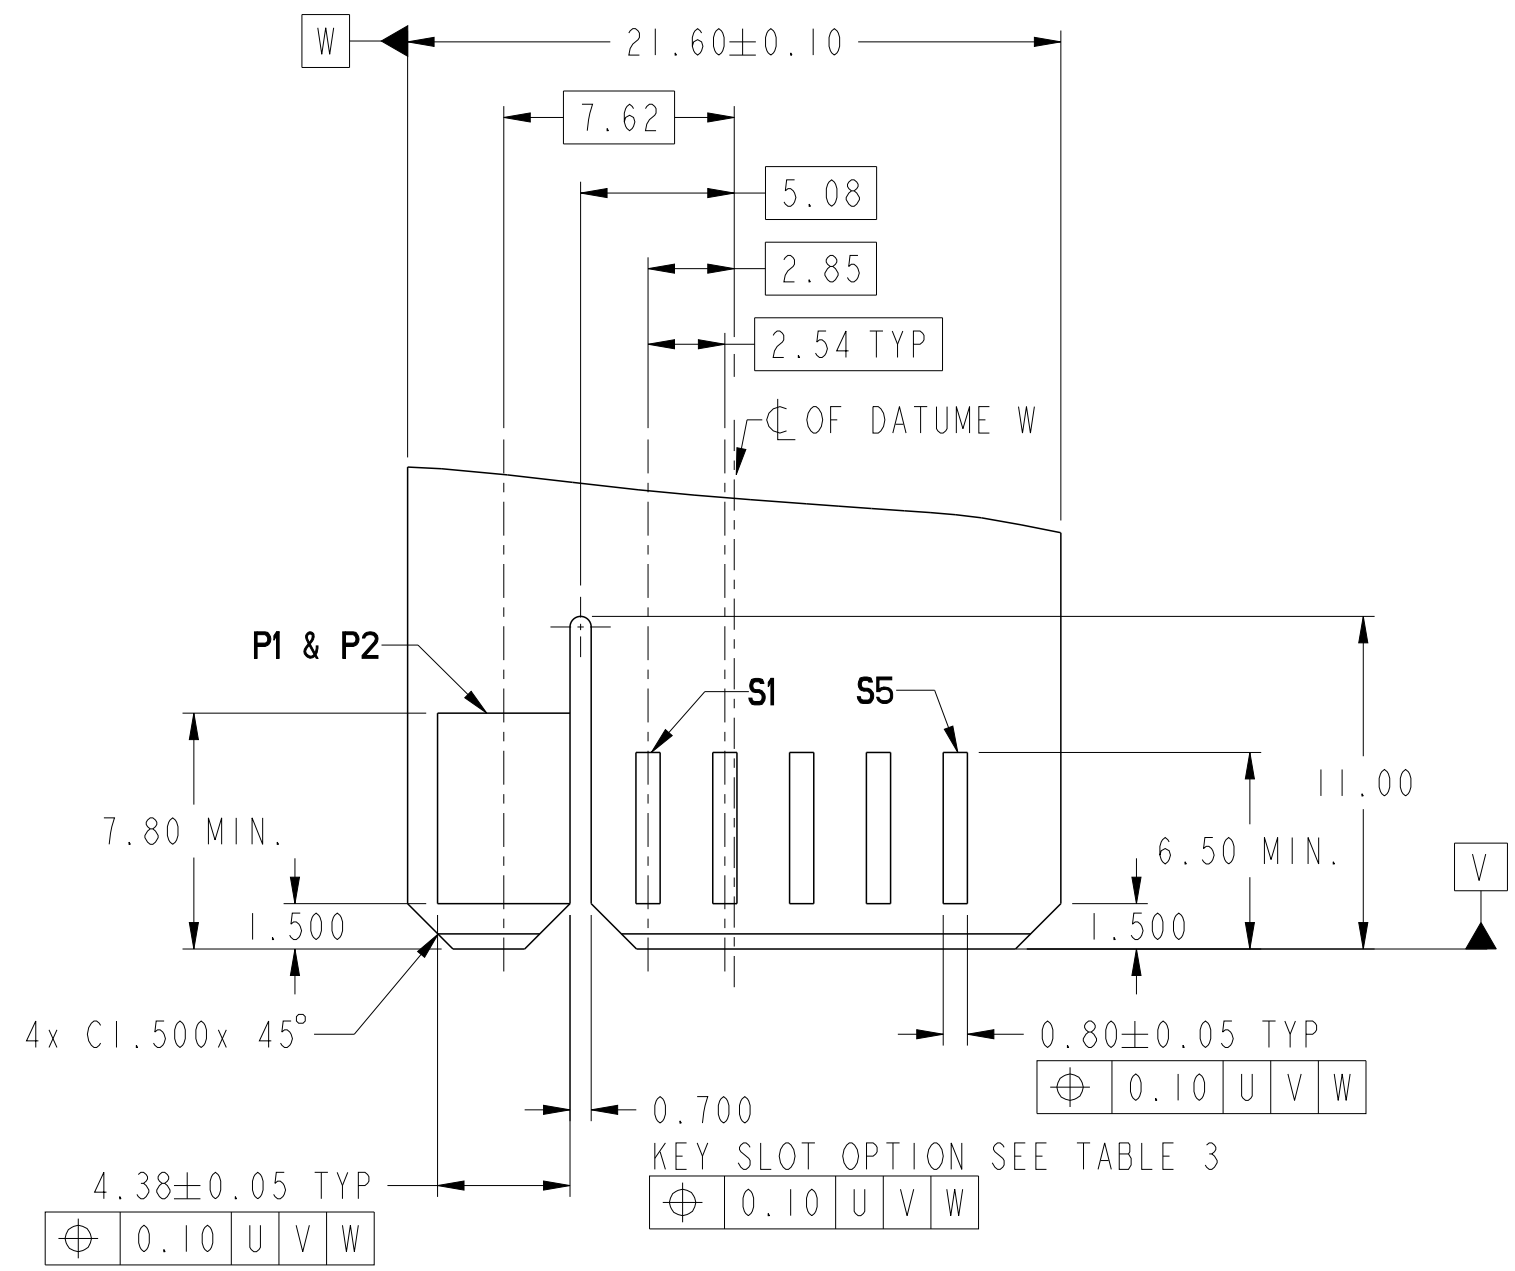 W
21.60±0.10
7.62
5.08
2.85
2.54 TYP
℄ OF DATUME W
P1 & P2
S1
S5
11.00
7.80 MIN.
6.50 MIN.
V
1.500
1.500
4x C1.500x 45°
0.80±0.05 TYP
⌖ 0.10 U V W
0.700
KEY SLOT OPTION SEE TABLE 3
⌖ 0.10 U V W
4.38±0.05 TYP
⌖ 0.10 U V W